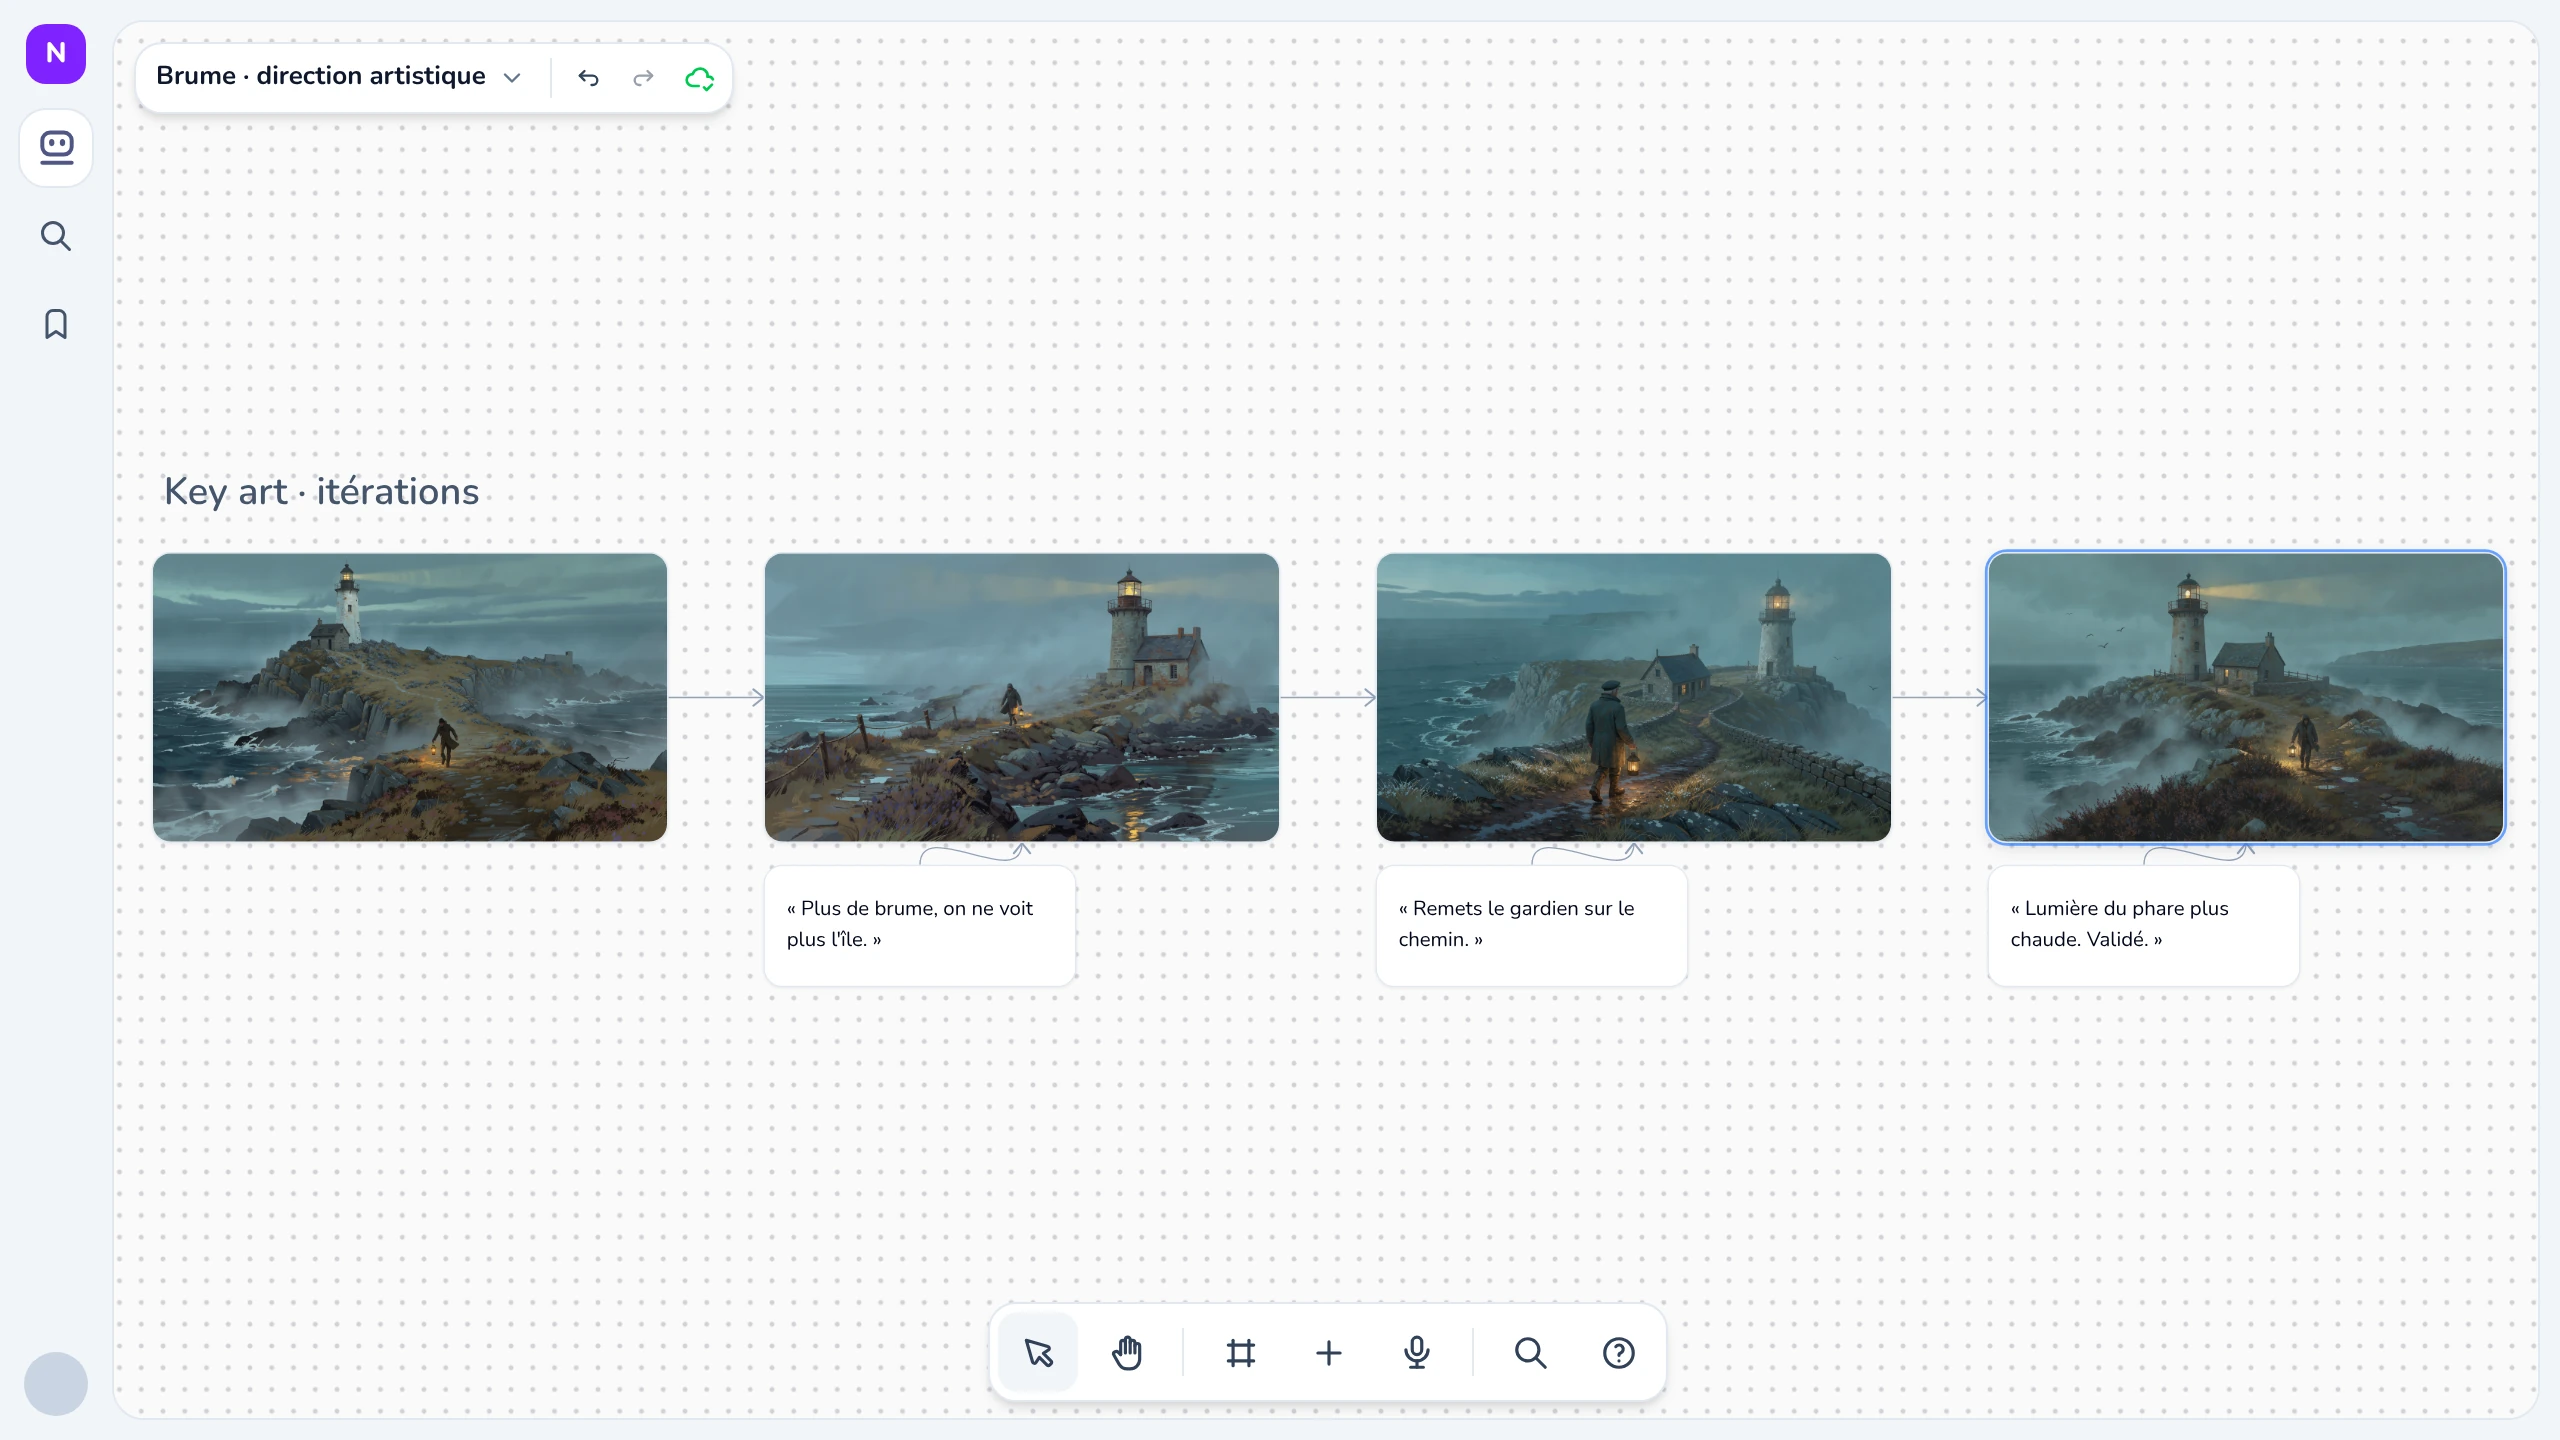 N
Brume · direction artistique
Key art · itérations
« Plus de brume, on ne voit
plus l'île. »
« Remets le gardien sur le
chemin. »
« Lumière du phare plus
chaude. Validé. »